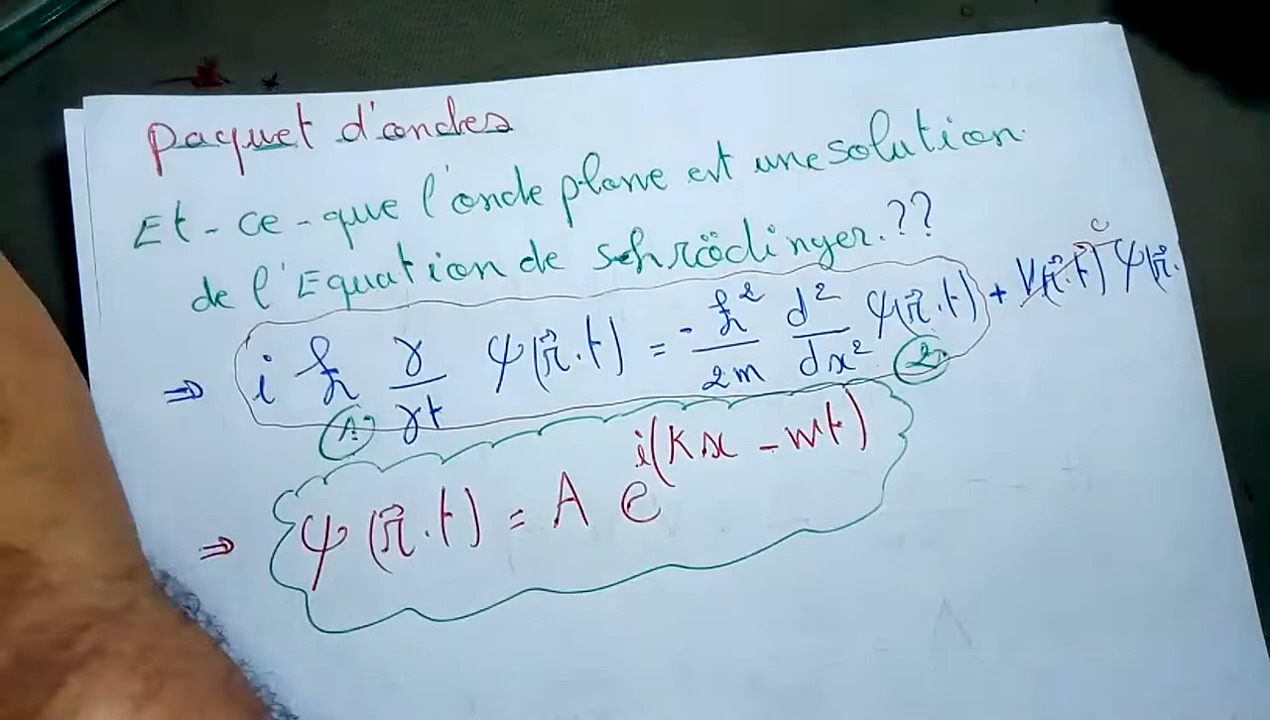 paquet d'ondes
Et-ce-que l'onde plane est une solution
de l'Equation de schrödinger.??
⇒ i ℏ ∂/∂t ψ(r⃗.t) = - ℏ²/2m d²/dx² ψ(r⃗.t) + V(r⃗.t) ψ(r⃗.
1 2
⇒ ψ(r⃗.t) = A e^i(Kx - wt)